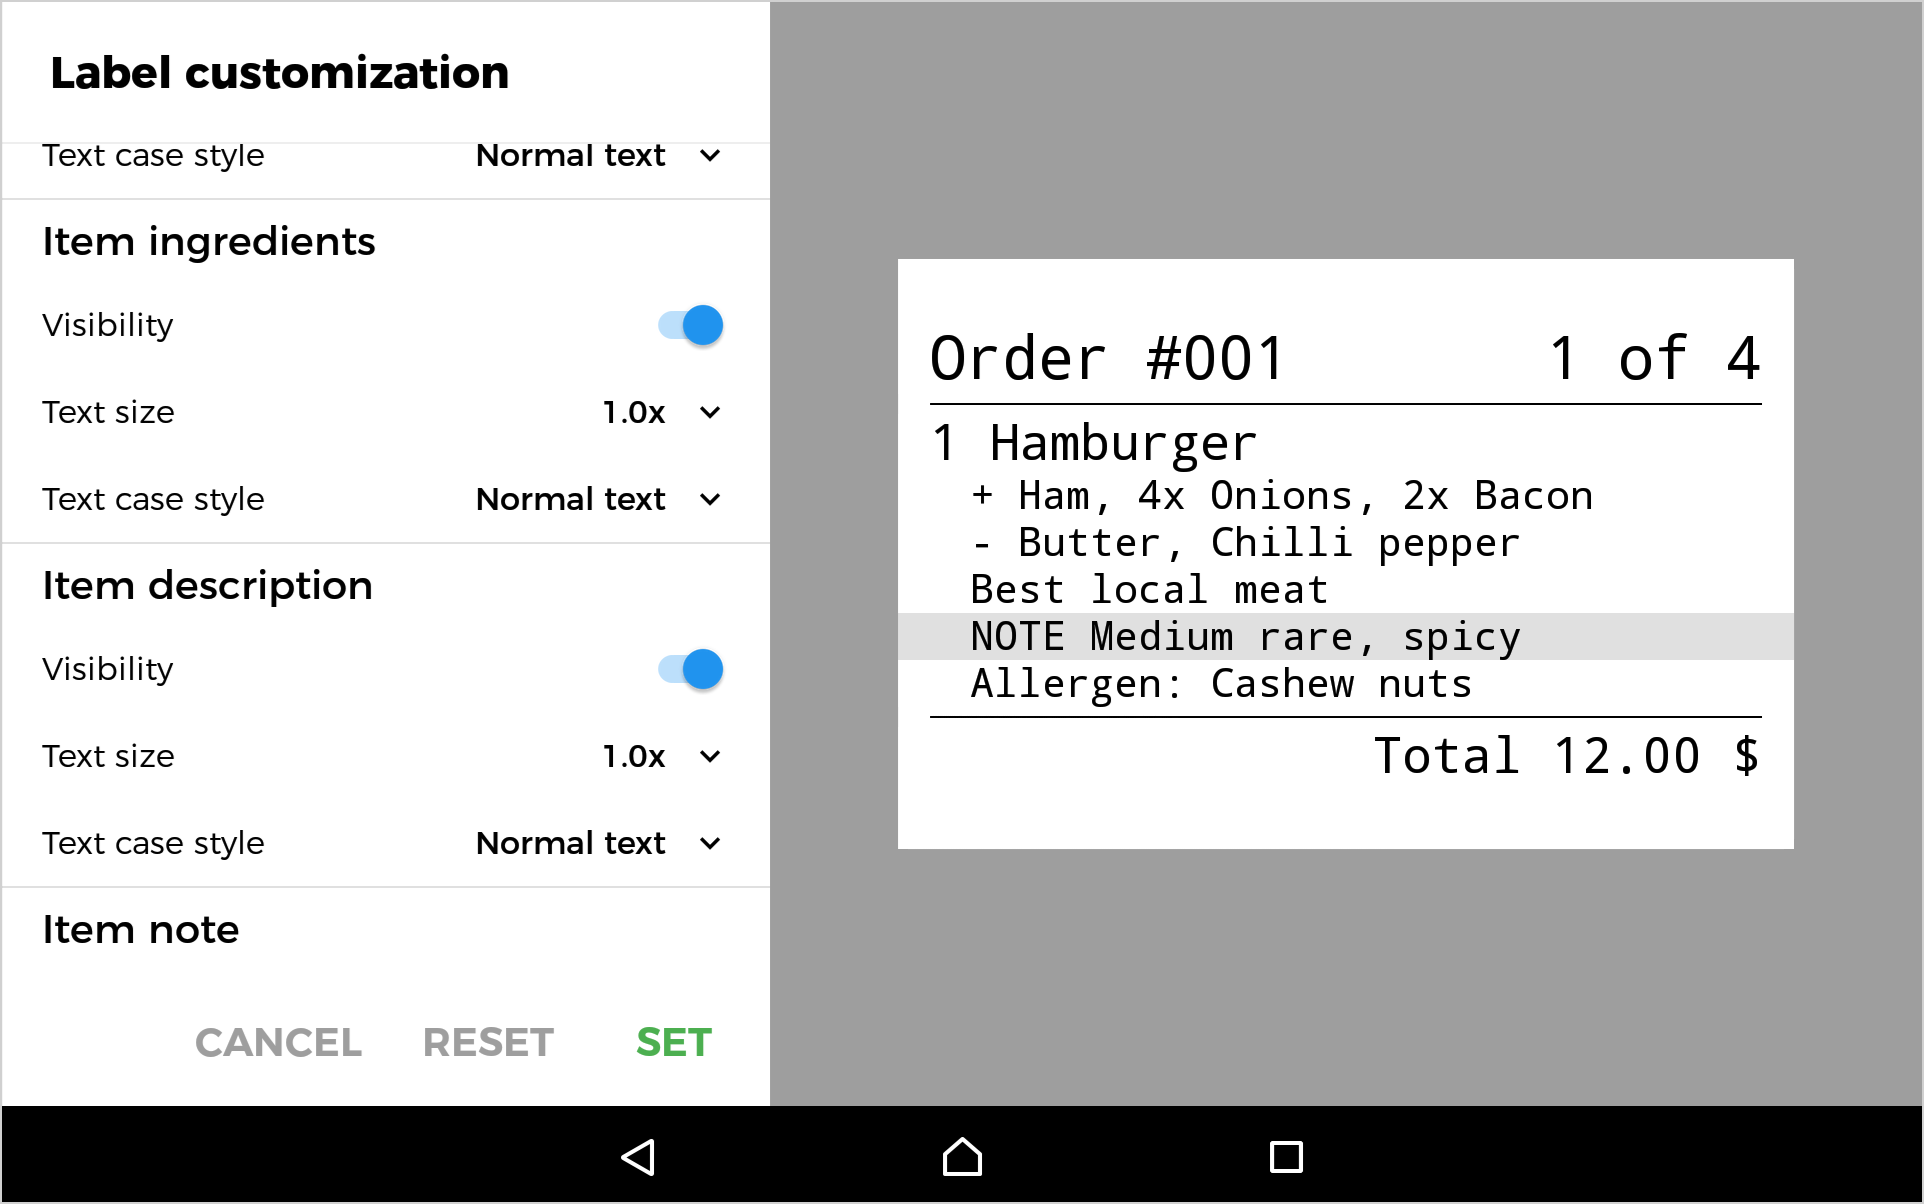 Label customization
Text case style Normal text
Item ingredients
Visibility
Text size 1.0x
Text case style Normal text
Item description
Visibility
Text size 1.0x
Text case style Normal text
Item note
CANCEL RESET SET
Order #001 1 of 4
1 Hamburger
+ Ham, 4x Onions, 2x Bacon
- Butter, Chilli pepper
Best local meat
NOTE Medium rare, spicy
Allergen: Cashew nuts
Total 12.00 $